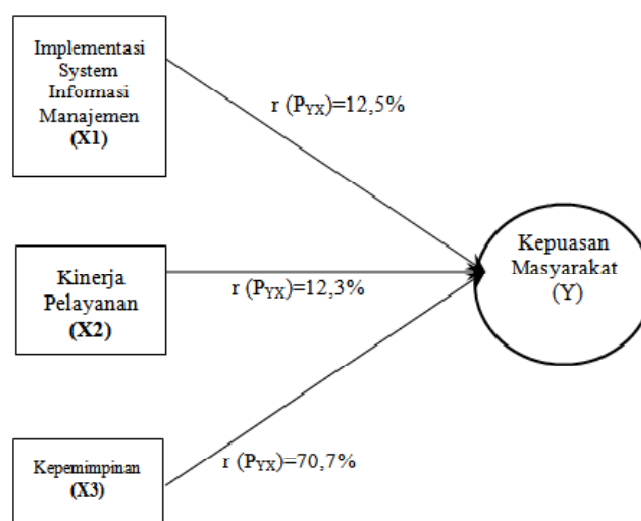 Implementasi
System
Informasi
Manajemen
(X1)
r (PYX)=12,5%
Kinerja
Pelayanan
(X2)
r (PYX)=12,3%
Kepuasan
Masyarakat
(Y)
Kepemimpinan
(X3)
r (PYX)=70,7%